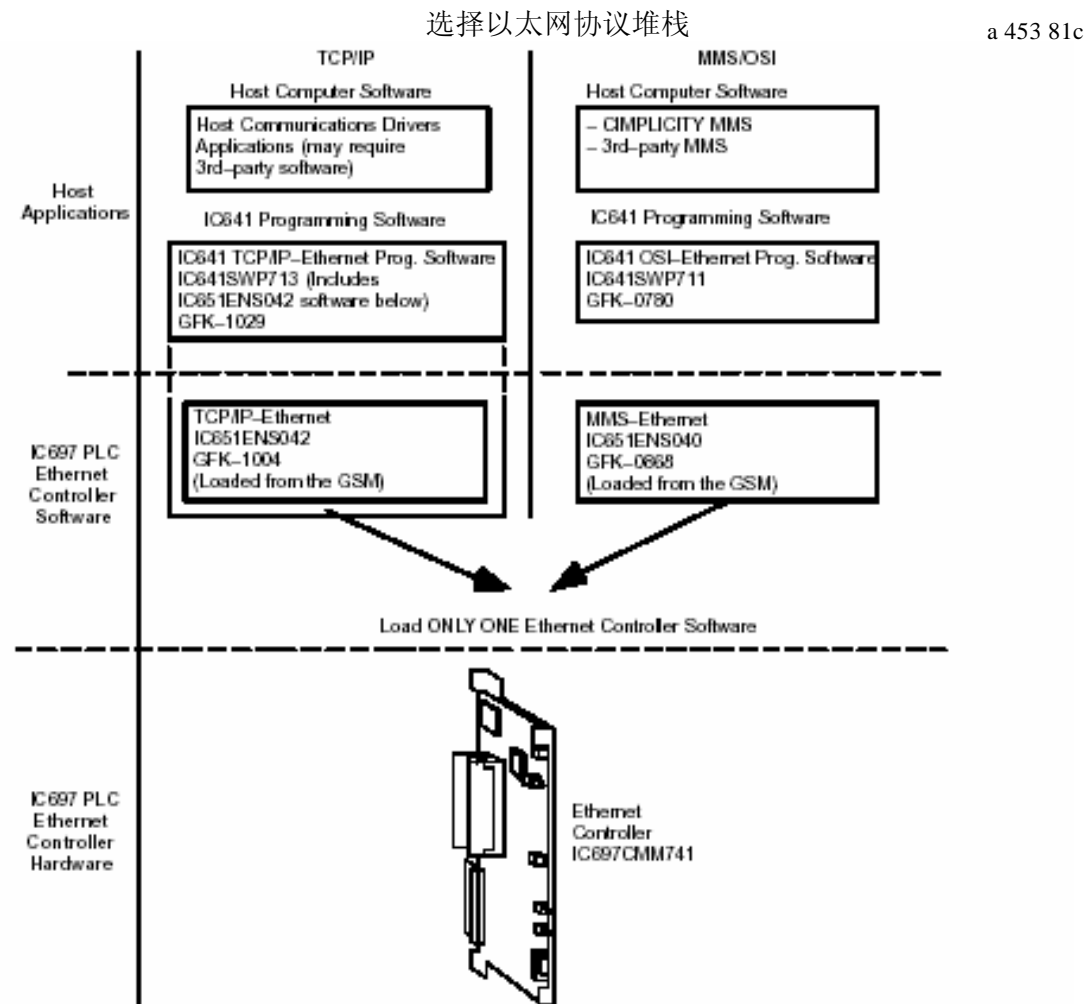 选择以太网协议堆栈
a 453 81c
TCP/IP
MMS/OSI
Host Computer Software
Host Computer Software
Host Communications Drivers
Applications (may require
3rd–party software)
– CIMPLICITY MMS
– 3rd–party MMS
Host
Applications
IC641 Programming Software
IC641 Programming Software
IC641 TCP/IP–Ethernet Prog. Software
IC641SWP713 (Includes
IC651ENS042 software below)
GFK–1029
IC641 OSI–Ethernet Prog. Software
IC641SWP711
GFK–0780
IC697 PLC
Ethernet
Controller
Software
TCP/IP–Ethernet
IC651ENS042
GFK–1004
(Loaded from the GSM)
MMS–Ethernet
IC651ENS040
GFK–0868
(Loaded from the GSM)
Load ONLY ONE Ethernet Controller Software
IC697 PLC
Ethernet
Controller
Hardware
Ethernet
Controller
IC697CMM741